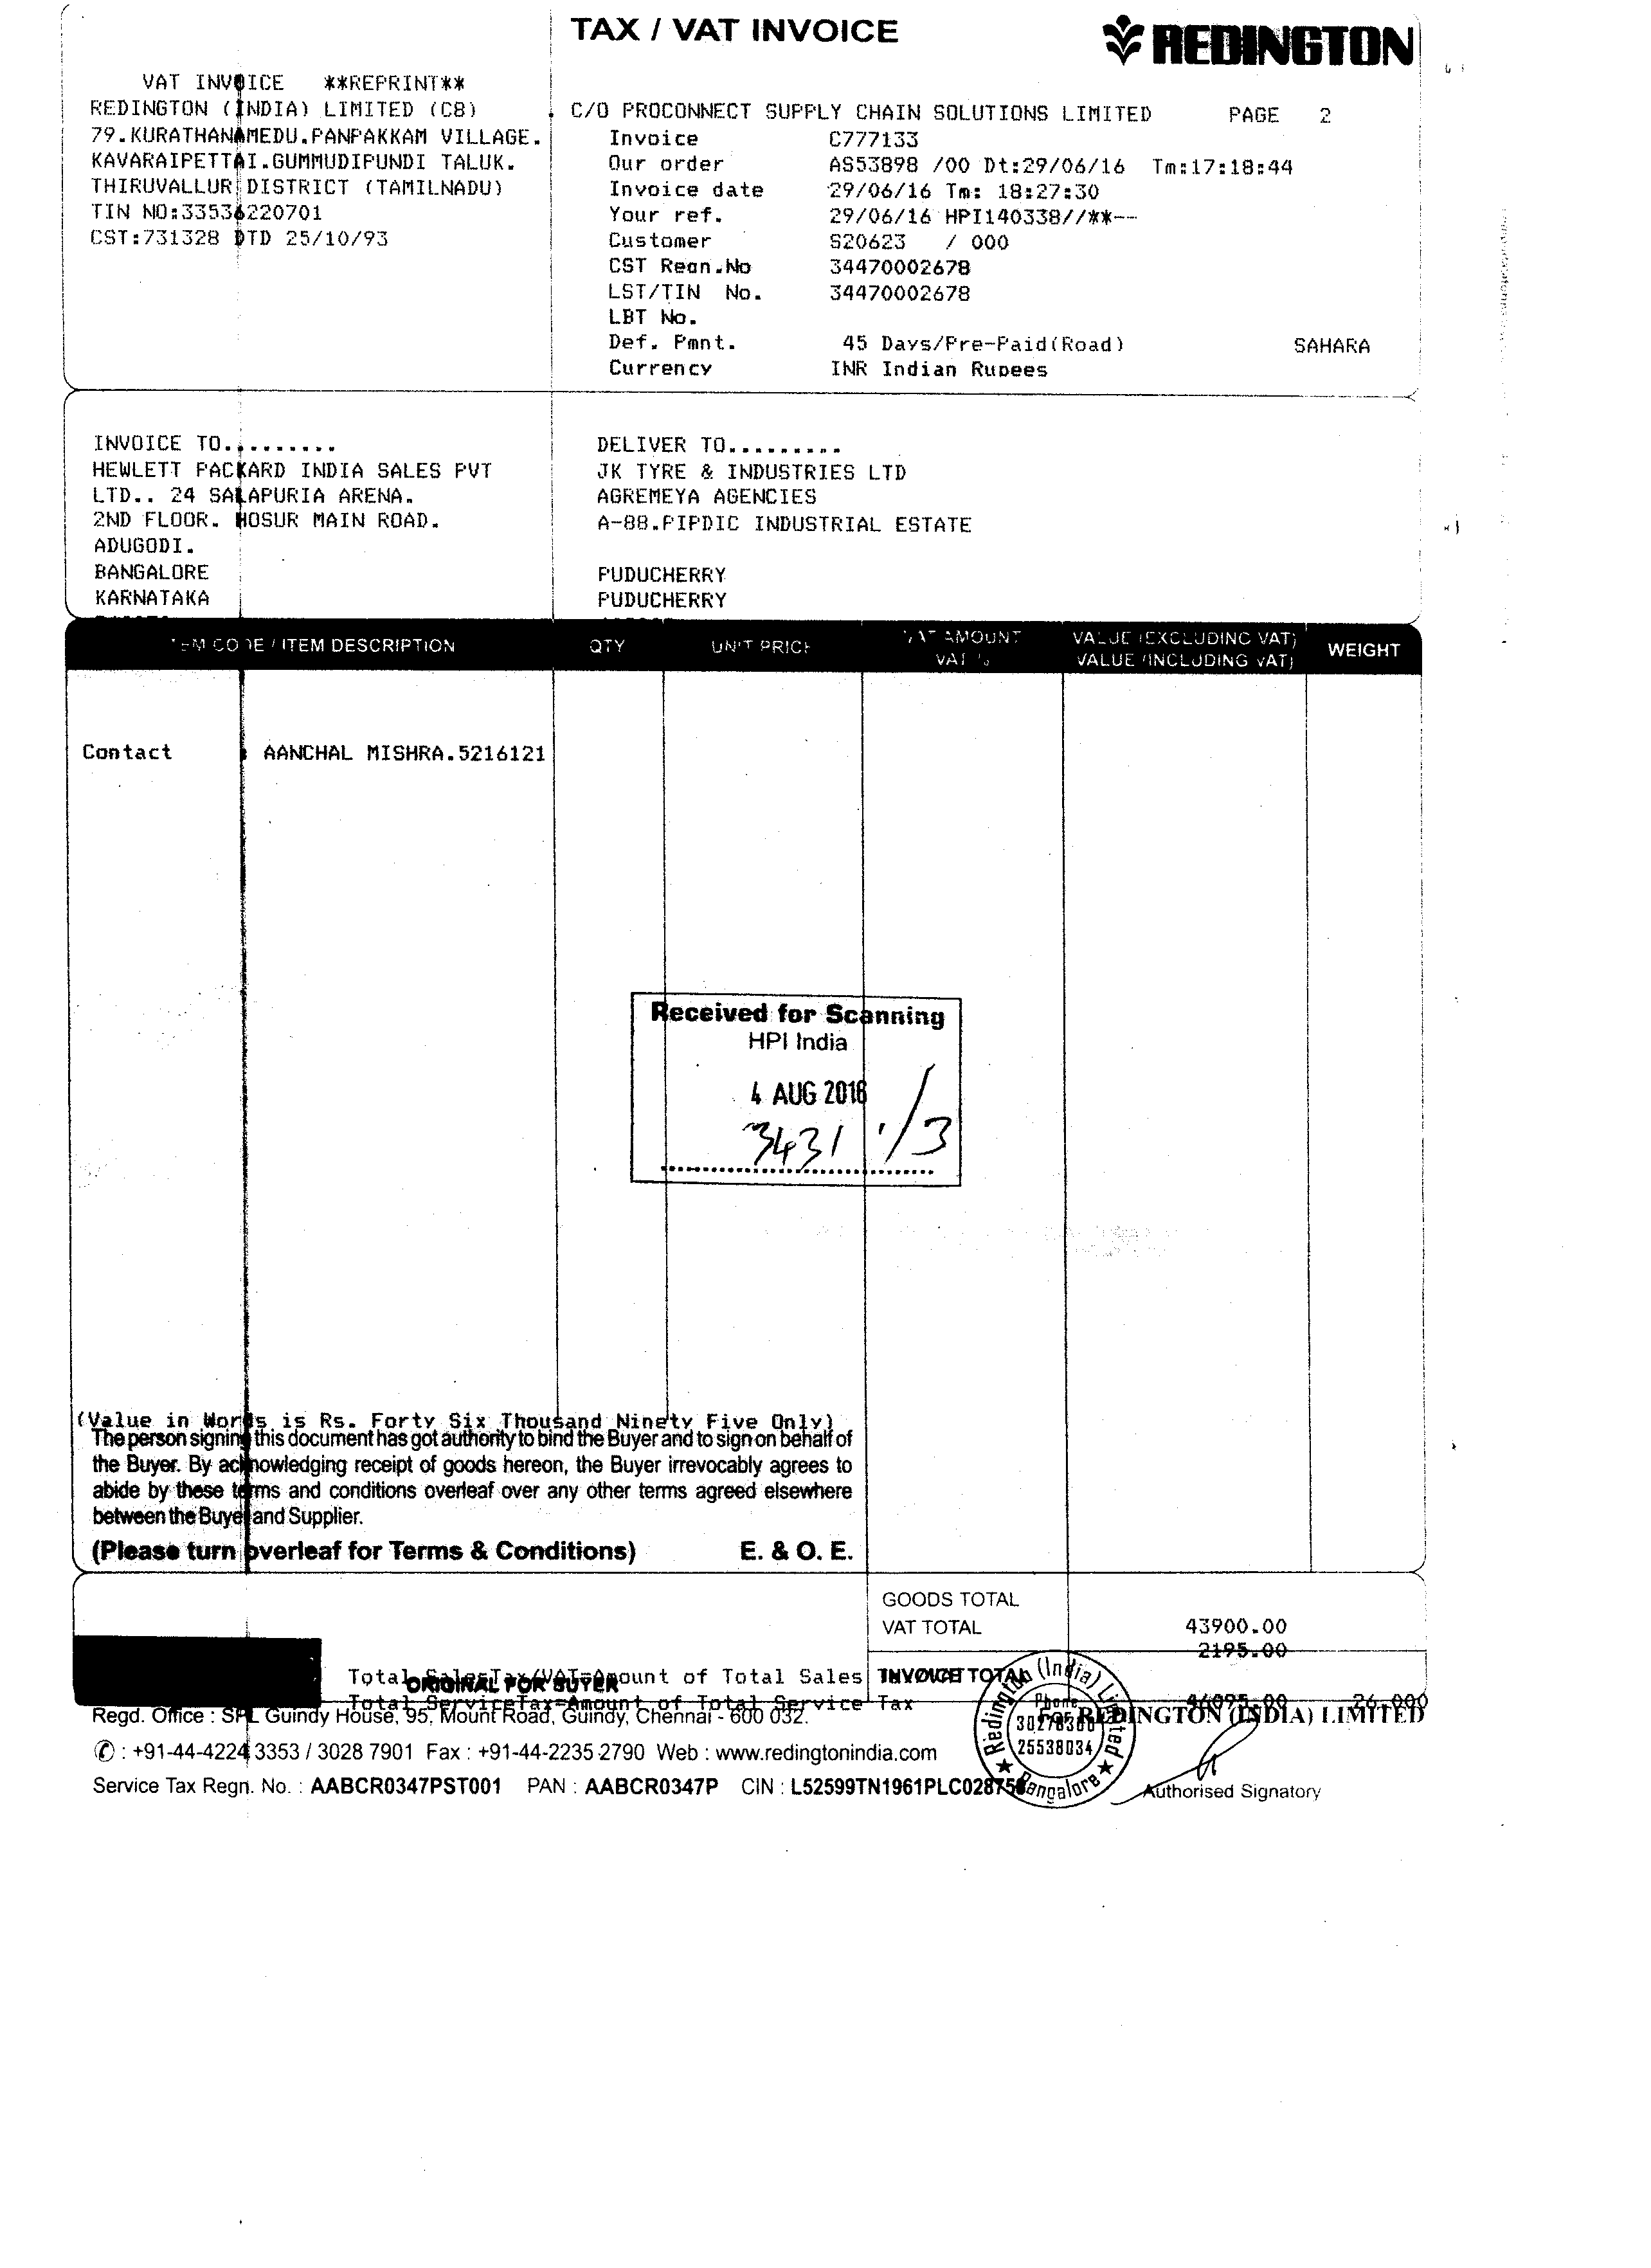 TAX / VAT INVOICE
REDINGTON
VAT INVOICE **REPRINT**
REDINGTON (INDIA) LIMITED (C8)
79.KURATHANAMEDU.PANPAKKAM VILLAGE.
KAVARAIPETTAI.GUMMUDIPUNDI TALUK.
THIRUVALLUR DISTRICT (TAMILNADU)
TIN NO:33536220701
CST:731328 DTD 25/10/93
C/O PROCONNECT SUPPLY CHAIN SOLUTIONS LIMITED PAGE 2
Invoice C777133
Our order AS53898 /00 Dt:29/06/16 Tm:17:18:44
Invoice date 29/06/16 Tm: 18:27:30
Your ref. 29/06/16 HPI140338//**--
Customer S20623 / 000
CST Regn.No 34470002678
LST/TIN No. 34470002678
LBT No.
Def. Pmnt. 45 Days/Pre-Paid(Road) SAHARA
Currency INR Indian Rupees
INVOICE TO.........
HEWLETT PACKARD INDIA SALES PVT
LTD.. 24 SALAPURIA ARENA.
2ND FLOOR. HOSUR MAIN ROAD.
ADUGODI.
BANGALORE
KARNATAKA
DELIVER TO.........
JK TYRE & INDUSTRIES LTD
AGREMEYA AGENCIES
A-88.PIPDIC INDUSTRIAL ESTATE
PUDUCHERRY
PUDUCHERRY
ITEM CODE / ITEM DESCRIPTION QTY UNIT PRICE VAT AMOUNT VALUE (EXCLUDING VAT) WEIGHT
VAT % VALUE (INCLUDING VAT)
Contact : AANCHAL MISHRA.5216121
Received for Scanning
HPI India
4 AUG 2016
3431 1/3
(Value in Words is Rs. Forty Six Thousand Ninety Five Only)
The person signing this document has got authority to bind the Buyer and to sign on behalf of
the Buyer. By acknowledging receipt of goods hereon, the Buyer irrevocably agrees to
abide by these terms and conditions overleaf over any other terms agreed elsewhere
between the Buyer and Supplier.
(Please turn overleaf for Terms & Conditions) E. & O. E.
GOODS TOTAL
VAT TOTAL 43900.00
2195.00
Total SalesTax/VAT=Amount of Total Sales INVOICE TOTAL
ORIGINAL FOR BUYER
Total ServiceTax=Amount of Total Service Tax 46095.00 26.000
Regd. Office : SPL Guindy House, 95, Mount Road, Guindy, Chennai - 600 032.
For REDINGTON (INDIA) LIMITED
✆ : +91-44-4224 3353 / 3028 7901 Fax : +91-44-2235 2790 Web : www.redingtonindia.com
Service Tax Regn. No. : AABCR0347PST001 PAN : AABCR0347P CIN : L52599TN1961PLC028758
Redington (India) Limited
Phone
30278360
25538034
★ Bangalore ★
Authorised Signatory